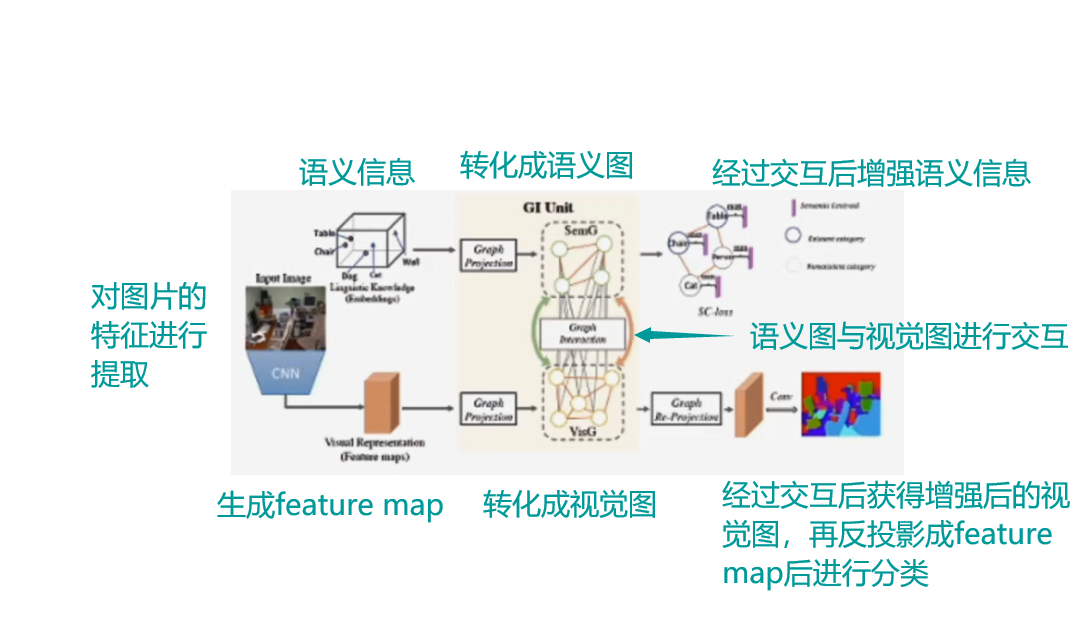 语义信息
转化成语义图
经过交互后增强语义信息
GI Unit
SemG
Table
Chair
Dog
Cat
Wall
Linguistic Knowledge
(Embeddings)
Graph
Projection
Table
Chair
Person
Cat
SC-loss
Semantic Centroid
Existent category
Nonexistent category
对图片的
特征进行
提取
Input Image
CNN
Graph
Interaction
语义图与视觉图进行交互
Visual Representation
(Feature maps)
Graph
Projection
VisG
Graph
Re-Projection
Conv
生成feature map
转化成视觉图
经过交互后获得增强后的视
觉图，再反投影成feature
map后进行分类